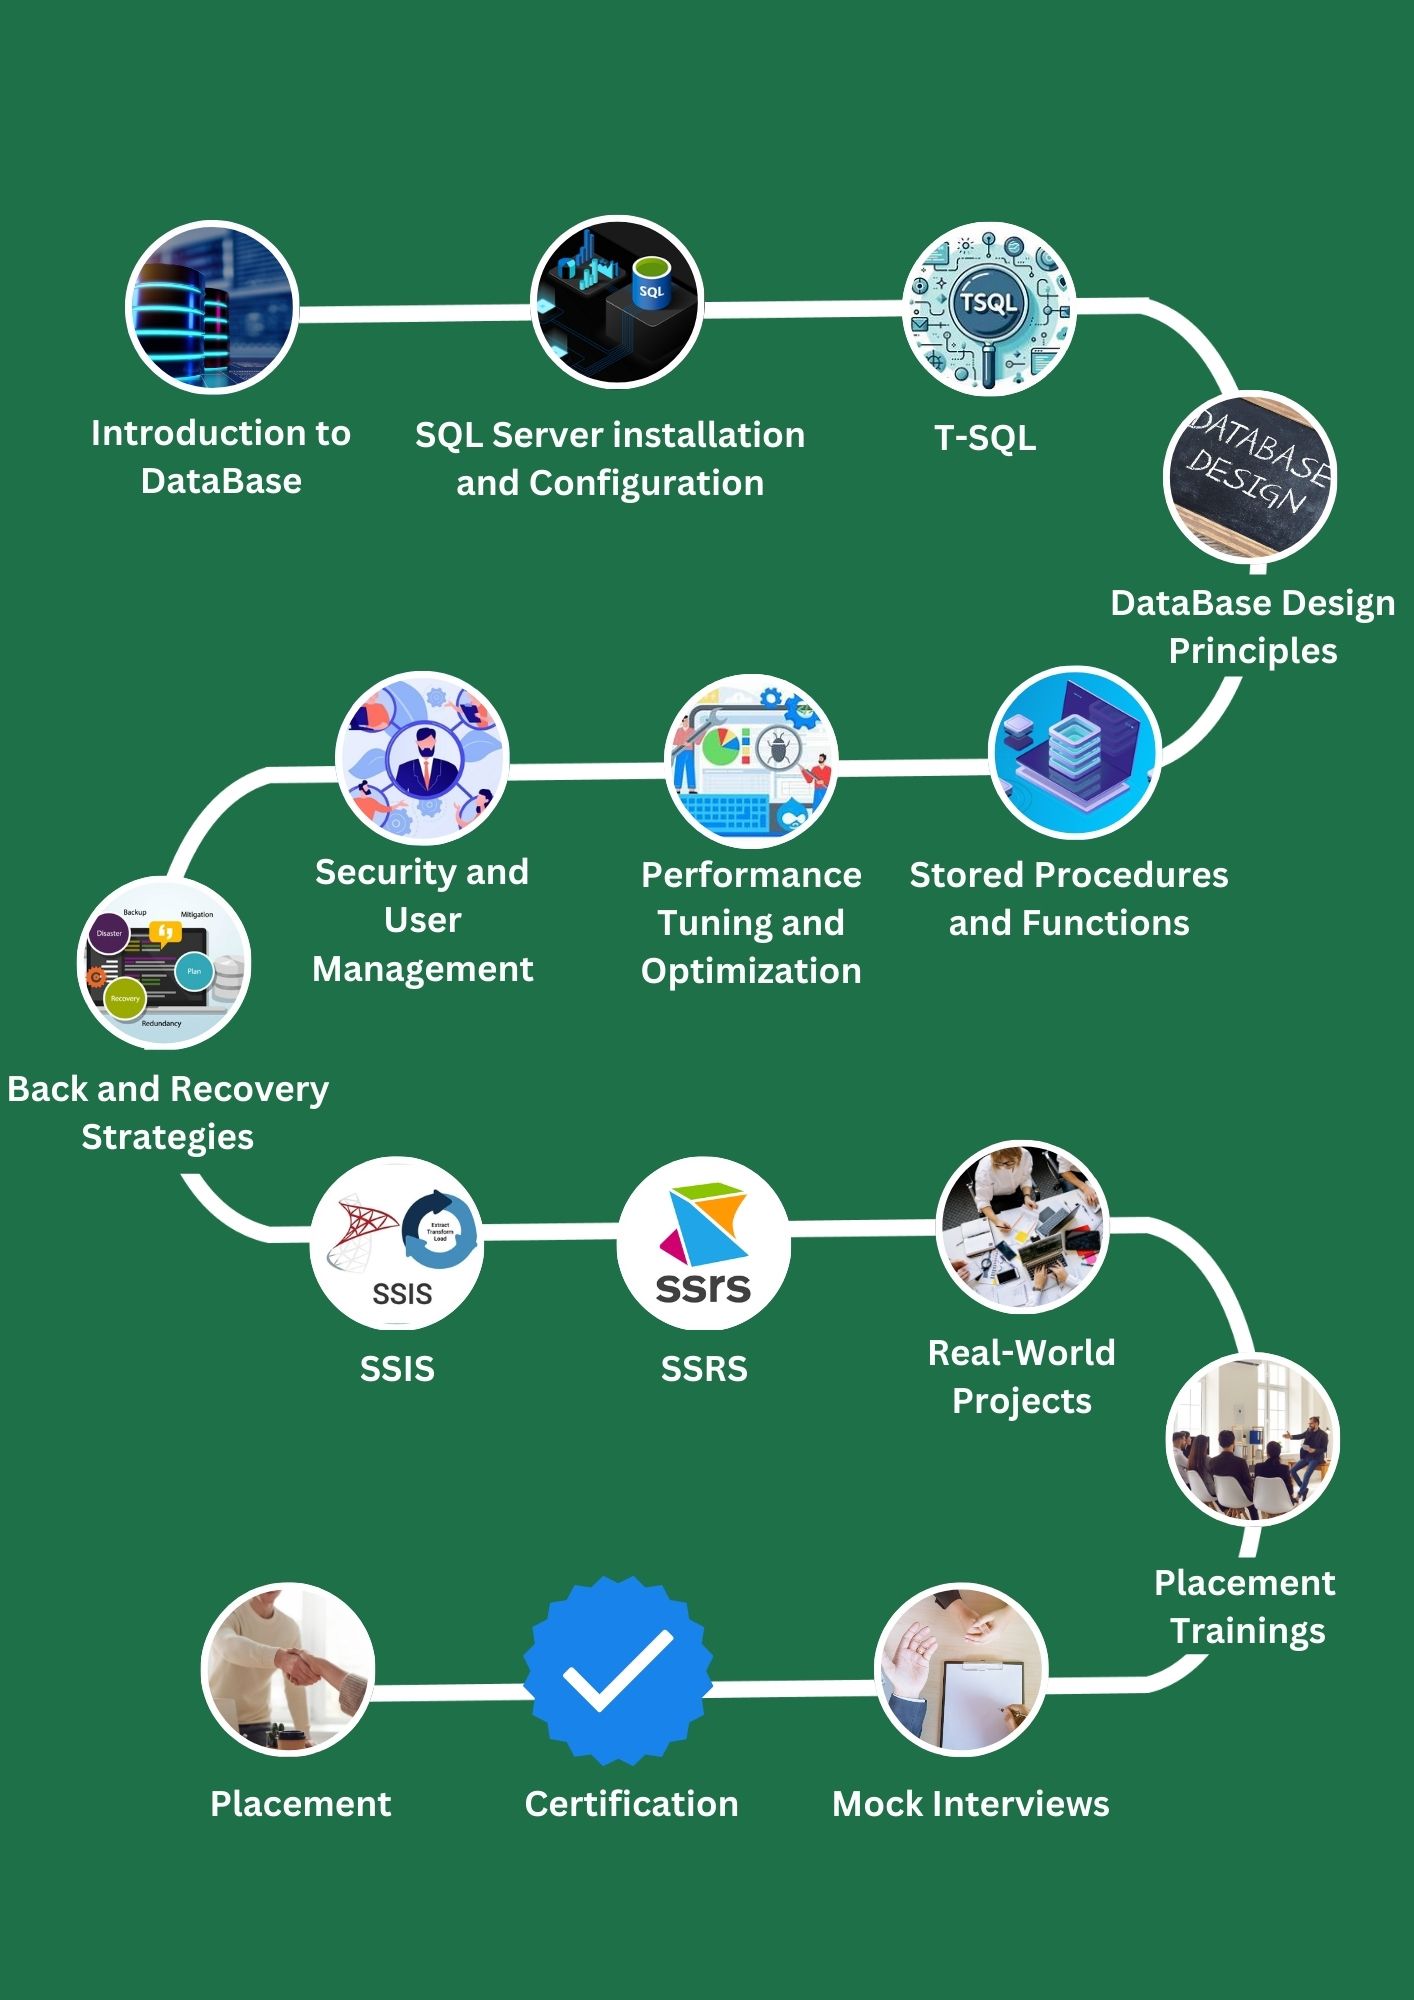 SQL
TSQL
Introduction to
DataBase
SQL Server installation
and Configuration
T-SQL
DATABASE
DESIGN
DataBase Design
Principles
Security and
User
Management
Performance
Tuning and
Optimization
Stored Procedures
and Functions
Backup
Mitigation
Disaster
Plan
Recovery
Redundancy
Back and Recovery
Strategies
Extract
Transform
Load
SSIS
ssrs
SSIS
SSRS
Real-World
Projects
Placement
Trainings
Placement
Certification
Mock Interviews